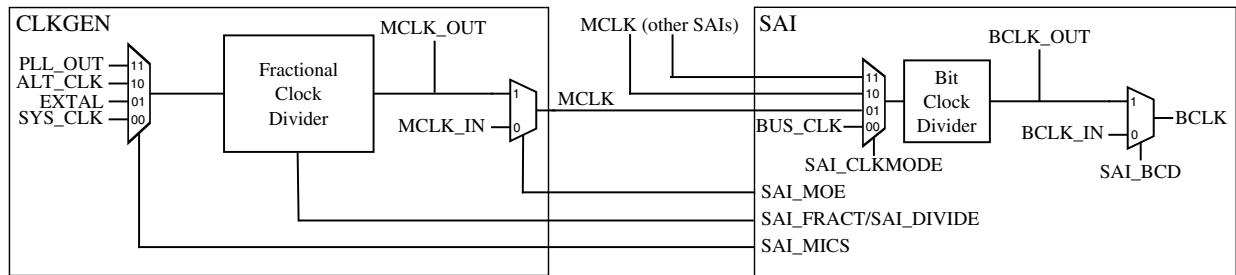 CLKGEN
PLL_OUT
ALT_CLK
EXTAL
SYS_CLK
11
10
01
00
Fractional
Clock
Divider
MCLK_OUT
MCLK_IN
1
0
MCLK
MCLK (other SAIs)
SAI
BUS_CLK
11
10
01
00
SAI_CLKMODE
Bit
Clock
Divider
BCLK_OUT
BCLK_IN
1
0
BCLK
SAI_BCD
SAI_MOE
SAI_FRACT/SAI_DIVIDE
SAI_MICS